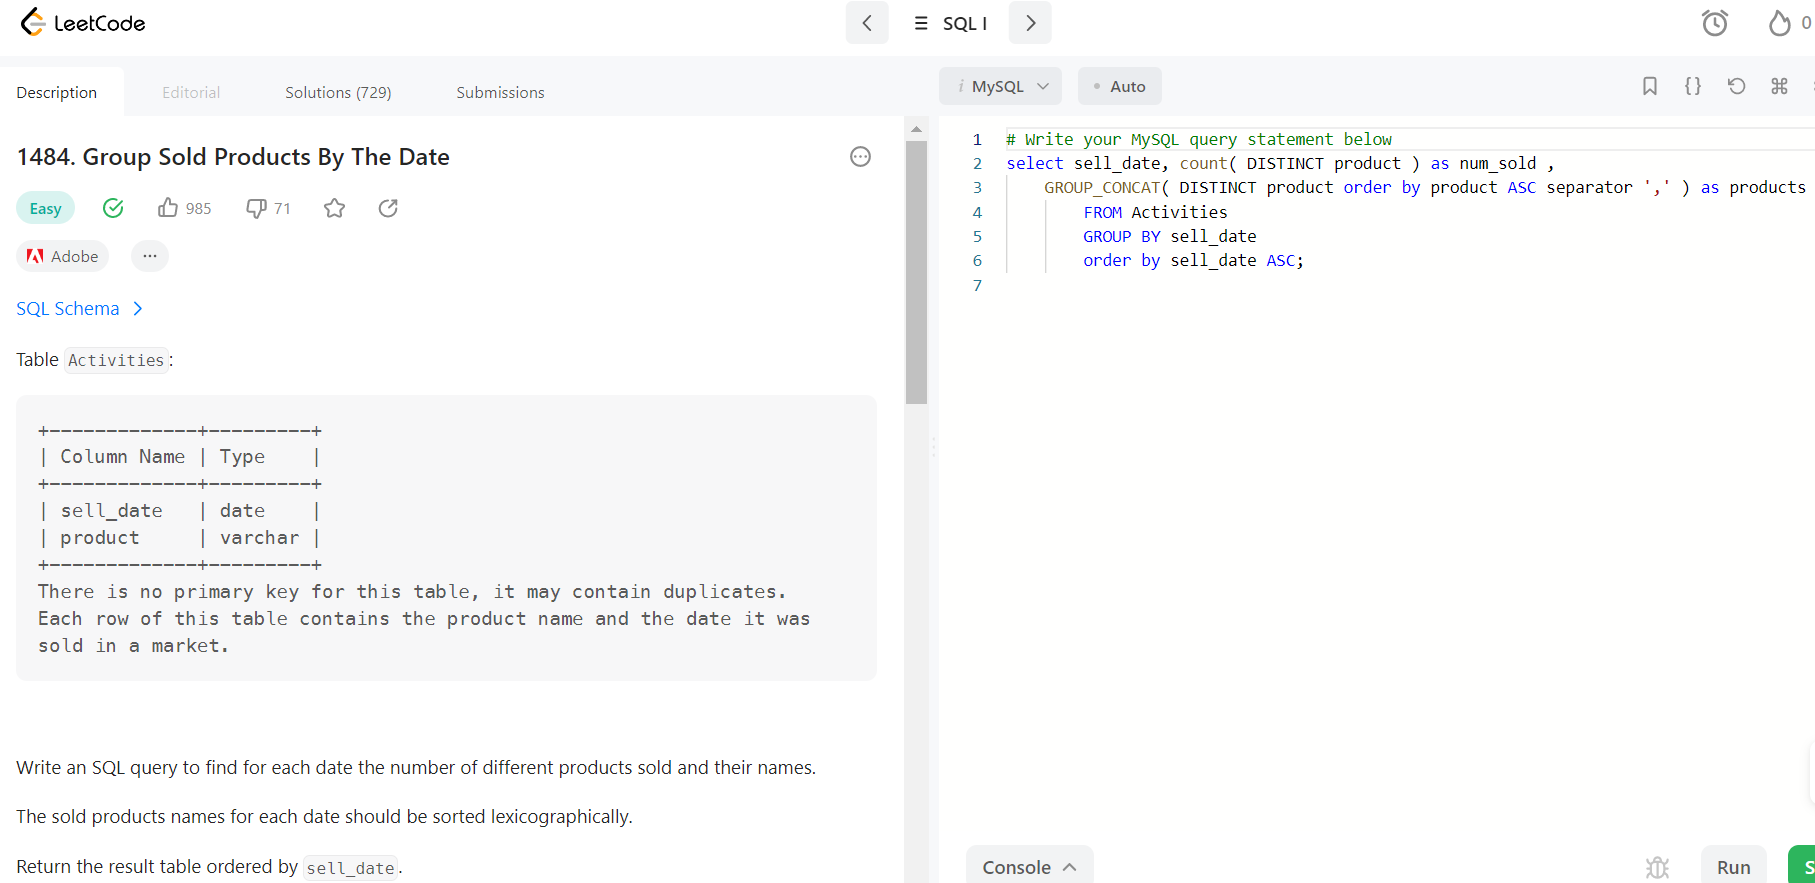 LeetCode
SQL I
0
Description
Editorial
Solutions (729)
Submissions
i MySQL
Auto
1484. Group Sold Products By The Date
Easy
985
71
Adobe
...
SQL Schema
Table Activities:
+-------------+---------+
| Column Name | Type    |
+-------------+---------+
| sell_date   | date    |
| product     | varchar |
+-------------+---------+
There is no primary key for this table, it may contain duplicates.
Each row of this table contains the product name and the date it was
sold in a market.
Write an SQL query to find for each date the number of different products sold and their names.
The sold products names for each date should be sorted lexicographically.
Return the result table ordered by sell_date.
1 # Write your MySQL query statement below
2 select sell_date, count( DISTINCT product ) as num_sold ,
3     GROUP_CONCAT( DISTINCT product order by product ASC separator ',' ) as products
4         FROM Activities
5         GROUP BY sell_date
6         order by sell_date ASC;
7
Console
Run
S